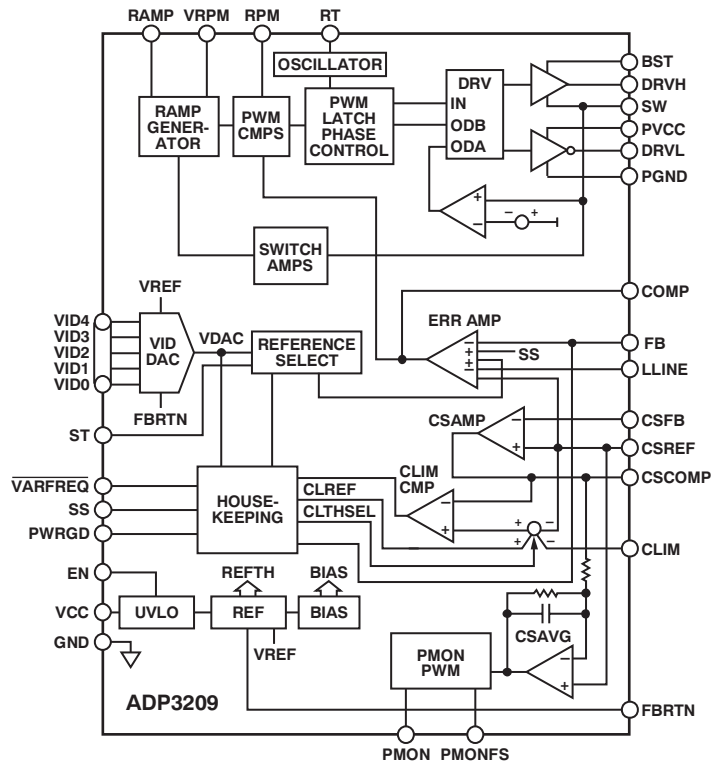 RAMP VRPM RPM RT
OSCILLATOR
RAMP
GENER-
ATOR
PWM
CMPS
PWM
LATCH
PHASE
CONTROL
DRV
IN
ODB
ODA
BST
DRVH
SW
PVCC
DRVL
PGND
+
–
– +
SWITCH
AMPS
COMP
VREF
VID4
VID3
VID2
VID1
VID0
VID
DAC
VDAC
REFERENCE
SELECT
FBRTN
ERR AMP
–
+
+
–
SS
FB
LLINE
ST
CSAMP
–
+
CSFB
CSREF
CSCOMP
VARFREQ
SS
PWRGD
HOUSE-
KEEPING
CLREF
CLTHSEL
CLIM
CMP
–
+
+ –
+ –
CLIM
EN
VCC
GND
UVLO
REFTH
REF
VREF
BIAS
BIAS
CSAVG
–
+
PMON
PWM
ADP3209
FBRTN
PMON PMONFS